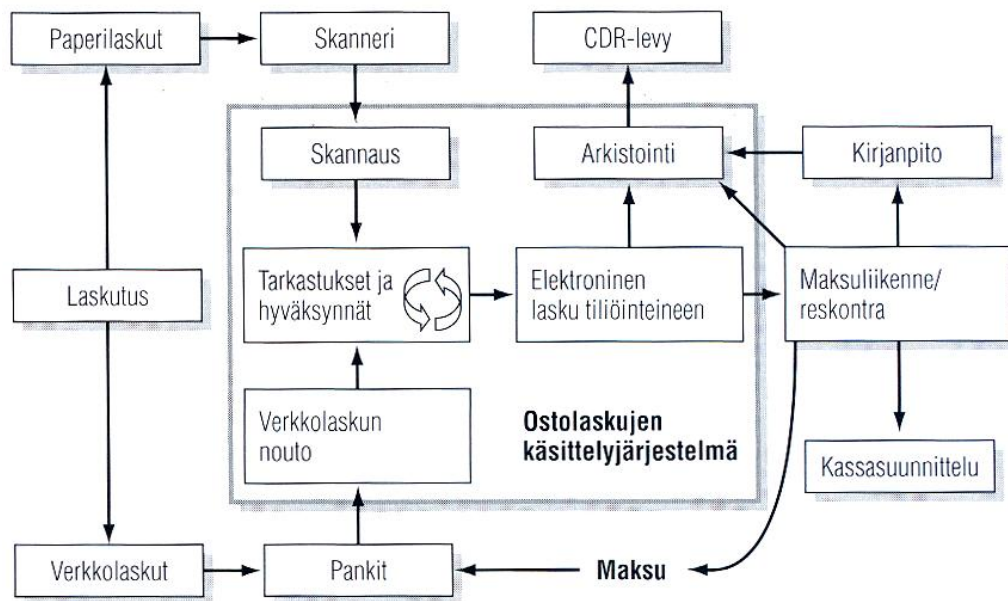 Paperilaskut
Skanneri
CDR-levy
Skannaus
Arkistointi
Kirjanpito
Laskutus
Tarkastukset ja
hyväksynnät
Elektroninen
lasku tiliöinteineen
Maksuliikenne/
reskontra
Verkkolaskun
nouto
Ostolaskujen
käsittelyjärjestelmä
Kassasuunnittelu
Verkkolaskut
Pankit
Maksu